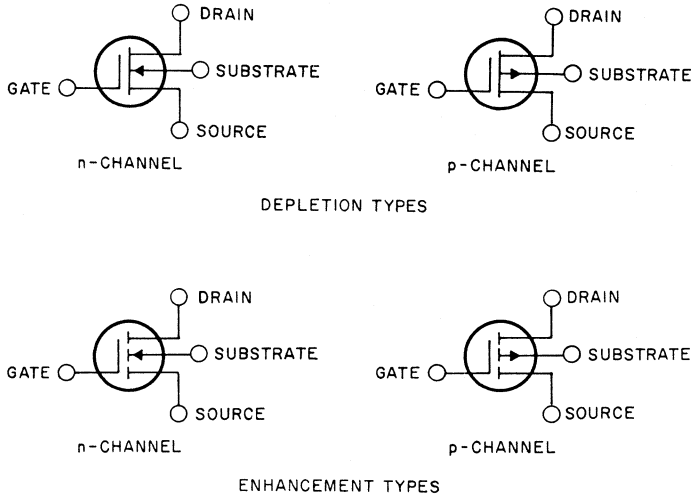 DRAIN
GATE
SUBSTRATE
SOURCE
n-CHANNEL
DRAIN
GATE
SUBSTRATE
SOURCE
p-CHANNEL
DEPLETION TYPES
DRAIN
GATE
SUBSTRATE
SOURCE
n-CHANNEL
DRAIN
GATE
SUBSTRATE
SOURCE
p-CHANNEL
ENHANCEMENT TYPES